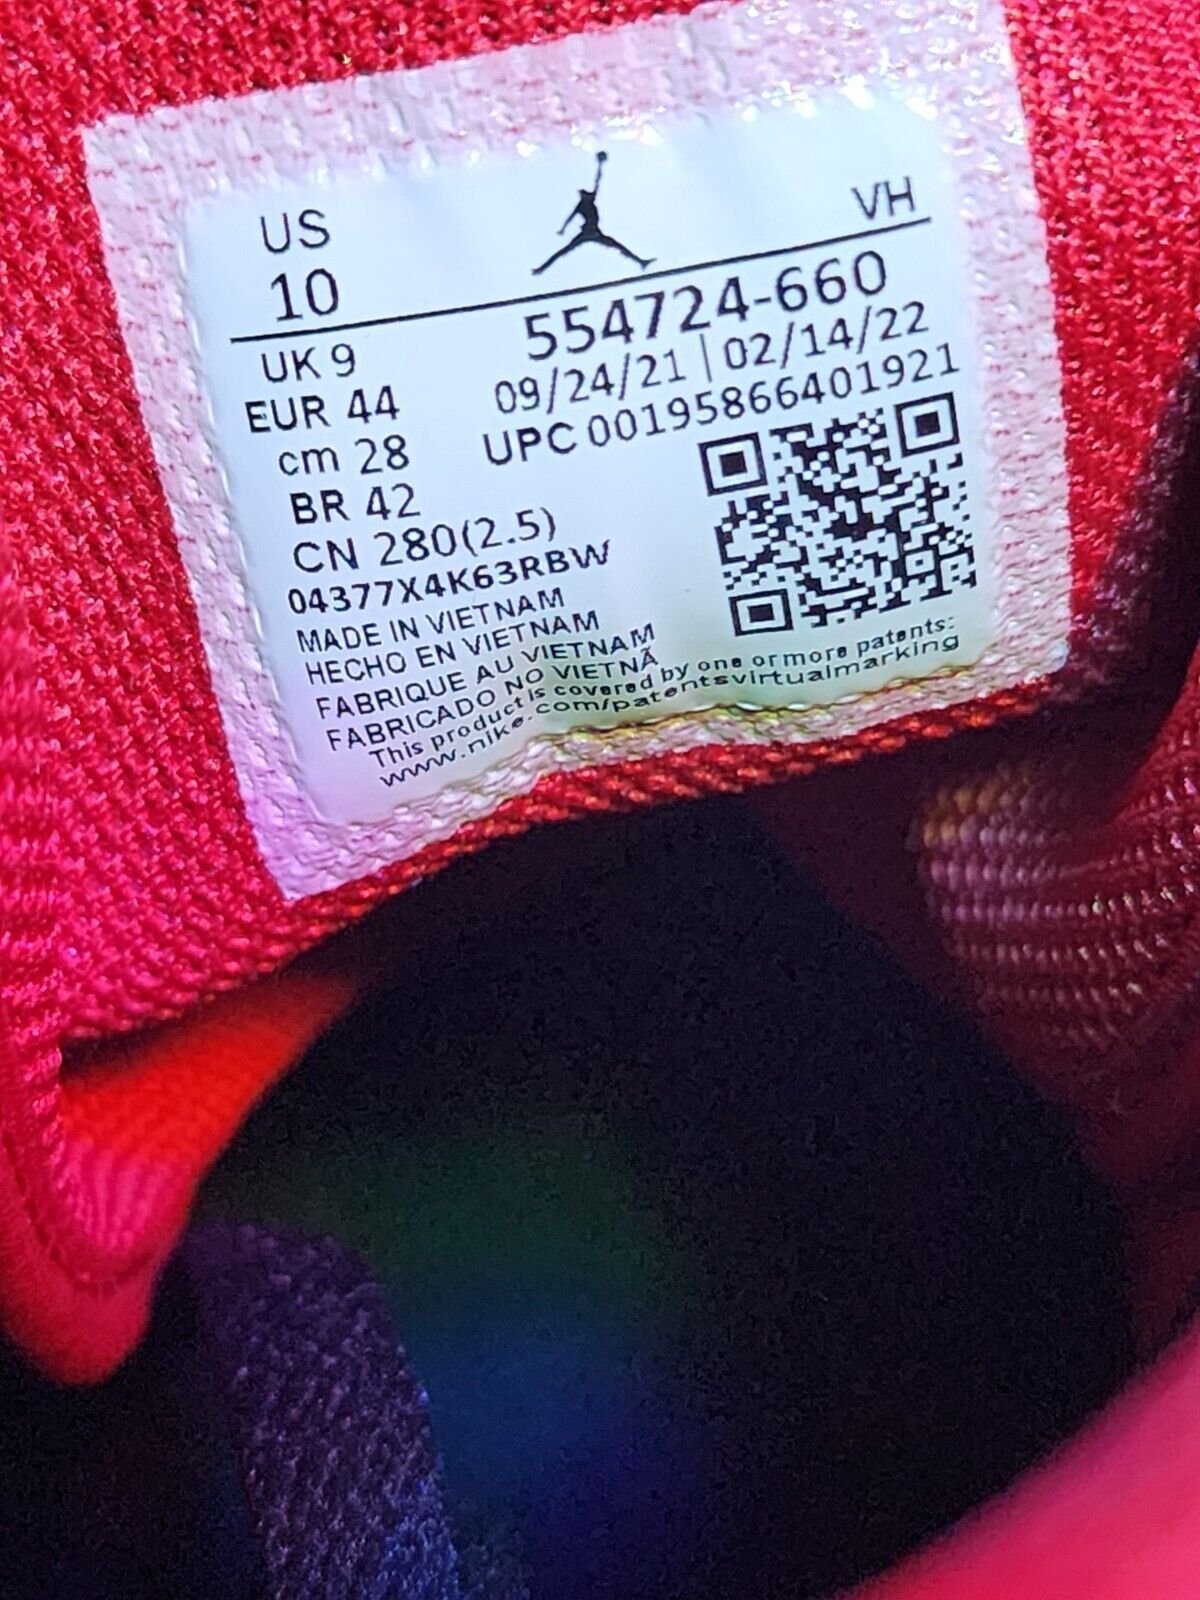 US
10
VH
UK 9
EUR 44
cm 28
BR 42
CN 280(2.5)
554724-660
09/24/21 | 02/14/22
UPC 00195866401921
04377X4K63RBW
MADE IN VIETNAM
HECHO EN VIETNAM
FABRIQUE AU VIETNAM
FABRICADO NO VIETNÃ
This product is covered by one or more patents:
www.nike.com/patentsvirtualmarking